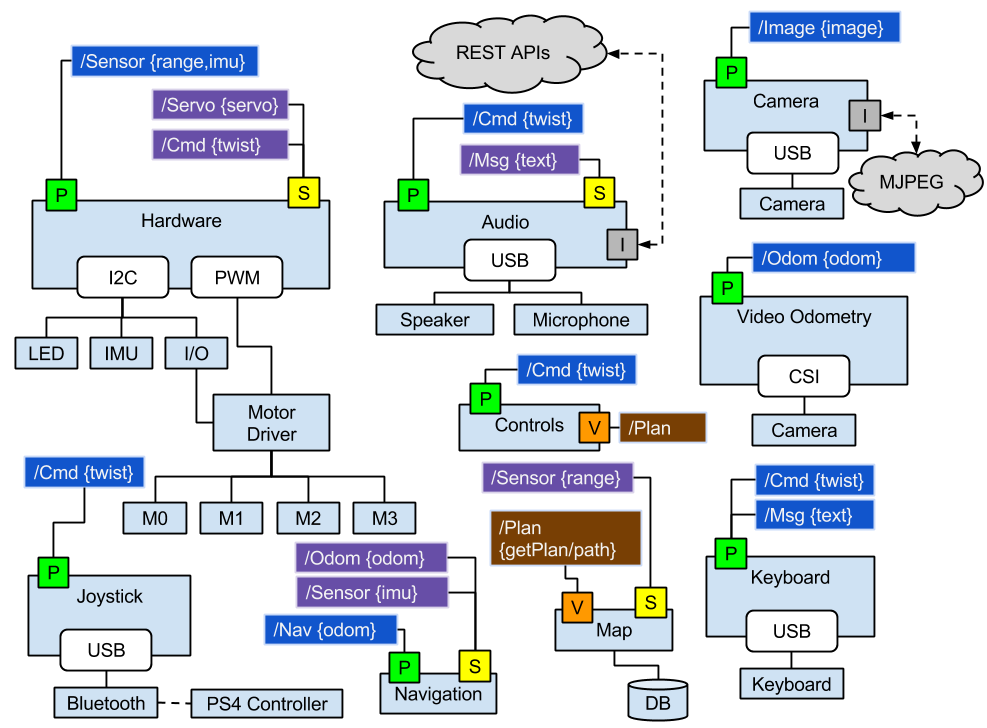 /Sensor {range,imu}
/Servo {servo}
/Cmd {twist}
P
S
Hardware
I2C
PWM
LED
IMU
I/O
Motor
Driver
M0
M1
M2
M3
REST APIs
/Cmd {twist}
/Msg {text}
P
S
Audio
I
USB
Speaker
Microphone
/Image {image}
P
Camera
I
USB
MJPEG
Camera
/Odom {odom}
P
Video Odometry
CSI
Camera
/Cmd {twist}
P
Controls
V
/Plan
/Cmd {twist}
P
Joystick
USB
Bluetooth
PS4 Controller
/Odom {odom}
/Sensor {imu}
/Nav {odom}
P
S
Navigation
/Sensor {range}
/Plan
{getPlan/path}
V
S
Map
DB
/Cmd {twist}
/Msg {text}
P
Keyboard
USB
Keyboard